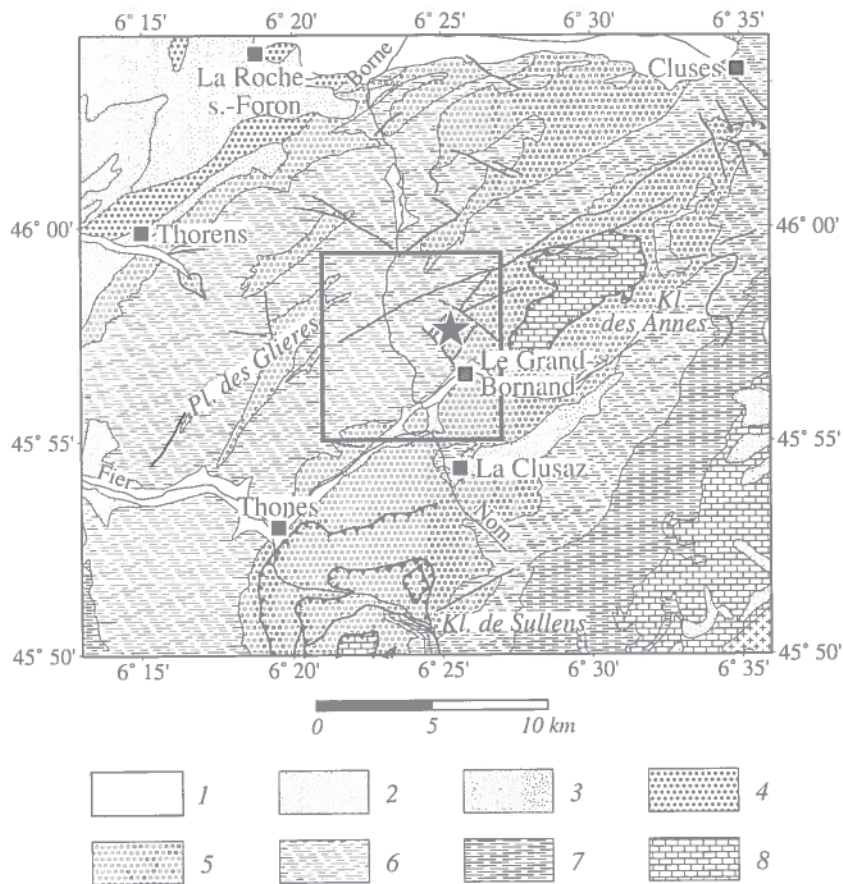 6° 15' 6° 20' 6° 25' 6° 30' 6° 35'
La Roche
s.-Foron
Borne
Cluses
46° 00' 46° 00'
Thorens
Pl. des Glieres
Kl.
des Annes
Le Grand-
Bornand
45° 55' 45° 55'
La Clusaz
Fier
Thones
Nom
Kl. de Sullens
45° 50' 45° 50'
6° 15' 6° 20' 6° 25' 6° 30' 6° 35'
0 5 10 km
1 2 3 4
5 6 7 8